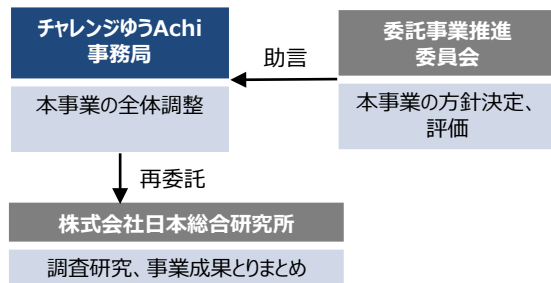 チャレンジゆうAchi
事務局
本事業の全体調整
助言
委託事業推進
委員会
本事業の方針決定、
評価
再委託
株式会社日本総合研究所
調査研究、事業成果とりまとめ